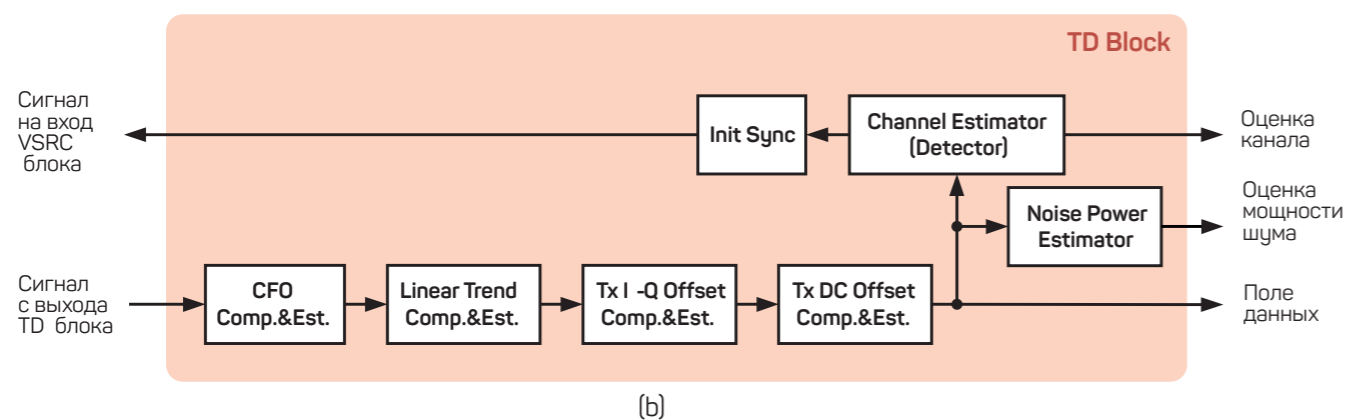 TD Block
Сигнал
на вход
VSRC
блока
Init Sync
Channel Estimator
(Detector)
Оценка
канала
Noise Power
Estimator
Оценка
мощности
шума
Сигнал
с выхода
TD блока
CFO
Comp.&Est.
Linear Trend
Comp.&Est.
Tx I -Q Offset
Comp.&Est.
Tx DC Offset
Comp.&Est.
Поле
данных
(b)